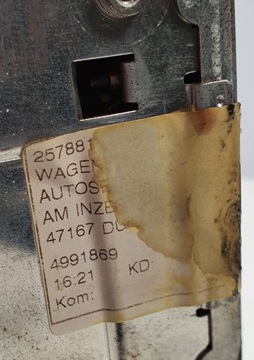 257881
WAGEN
AUTOS
AM INZE
47167 DU
4991869
16:21 KD
Kom: